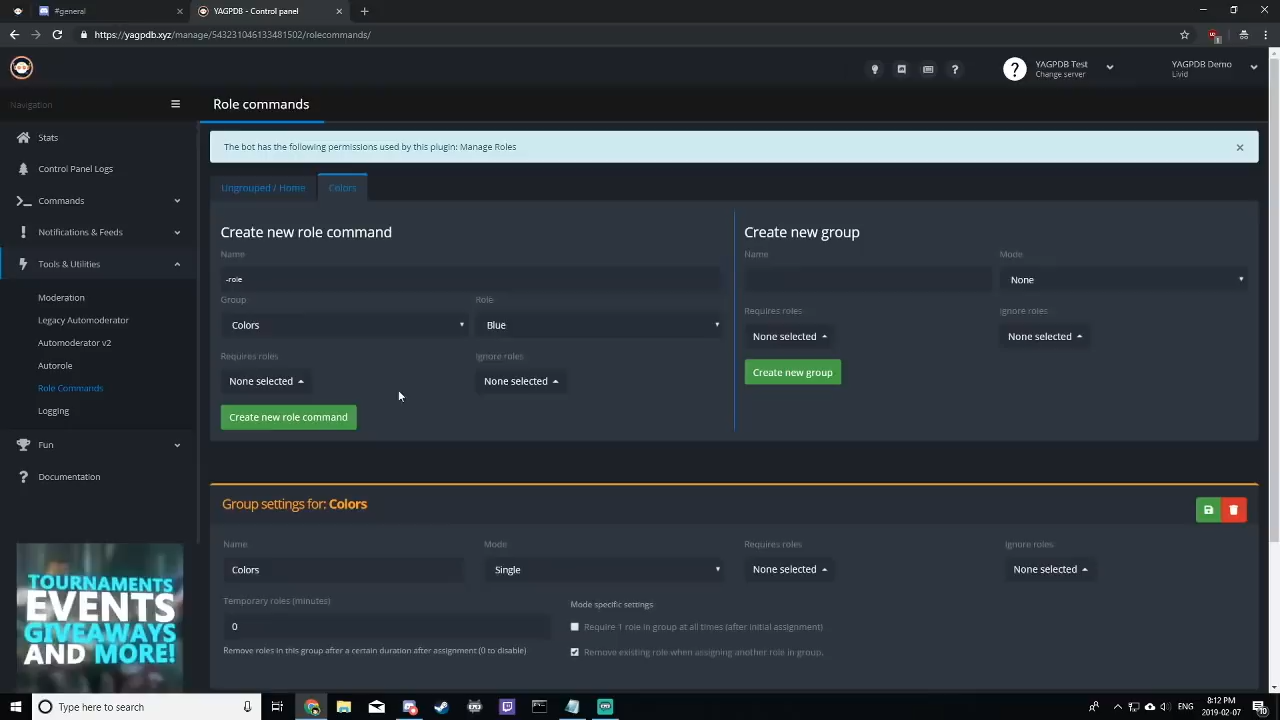 #general
YAGPDB - Control panel
https://yagpdb.xyz/manage/543231046133481502/rolecommands/
YAGPDB Test
Change server
YAGPDB Demo
Livid
Navigation
Role commands
Stats
Control Panel Logs
Commands
Notifications & Feeds
Tools & Utilities
Moderation
Legacy Automoderator
Automoderator v2
Autorole
Role Commands
Logging
Fun
Documentation
TOURNAMENTS
EVENTS
GIVEAWAYS
AND MORE!
The bot has the following permissions used by this plugin: Manage Roles
Ungrouped / Home
Colors
Create new role command
Name
-role
Group
Role
Colors
Blue
Requires roles
Ignore roles
None selected
None selected
Create new role command
Create new group
Name
Mode
None
Requires roles
Ignore roles
None selected
None selected
Create new group
Group settings for: Colors
Name
Mode
Requires roles
Ignore roles
Colors
Single
None selected
None selected
Temporary roles (minutes)
0
Remove roles in this group after a certain duration after assignment (0 to disable)
Mode specific settings
Require 1 role in group at all times (after initial assignment)
Remove existing role when assigning another role in group.
Type here to search
8:12 PM
2019-02-07